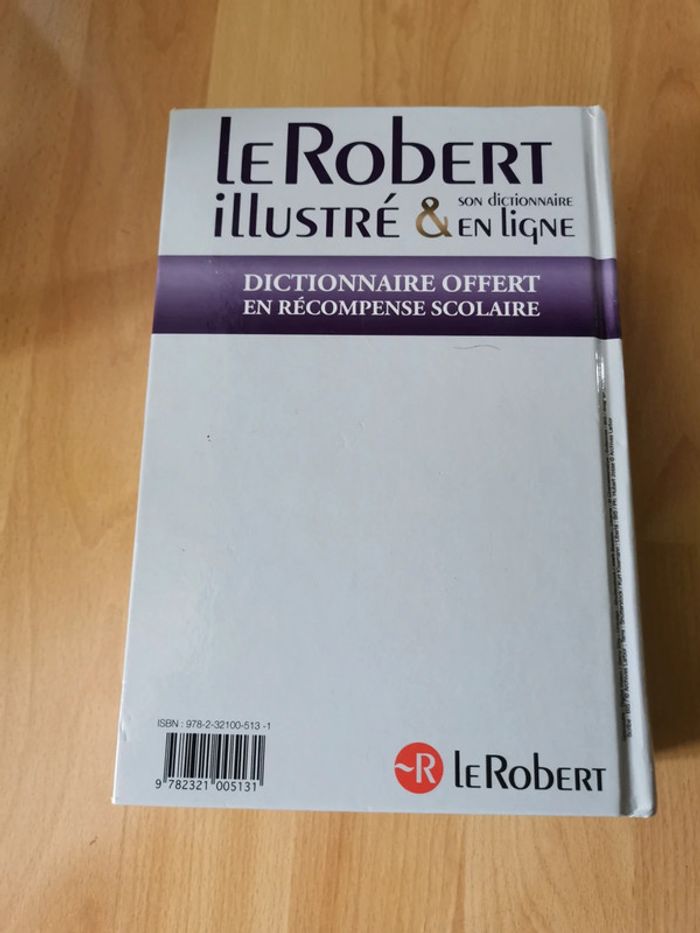 le Robert
illustré & son dictionnaire
en ligne
DICTIONNAIRE OFFERT
EN RÉCOMPENSE SCOLAIRE
ISBN : 978-2-32100-513 -1
9 782321 005131
~R le Robert